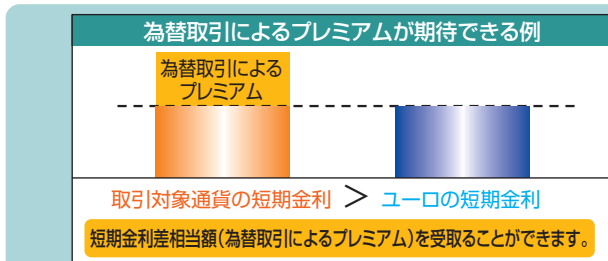 為替取引によるプレミアムが期待できる例
為替取引による
プレミアム
取引対象通貨の短期金利 > ユーロの短期金利
短期金利差相当額(為替取引によるプレミアム)を受取ることができます。